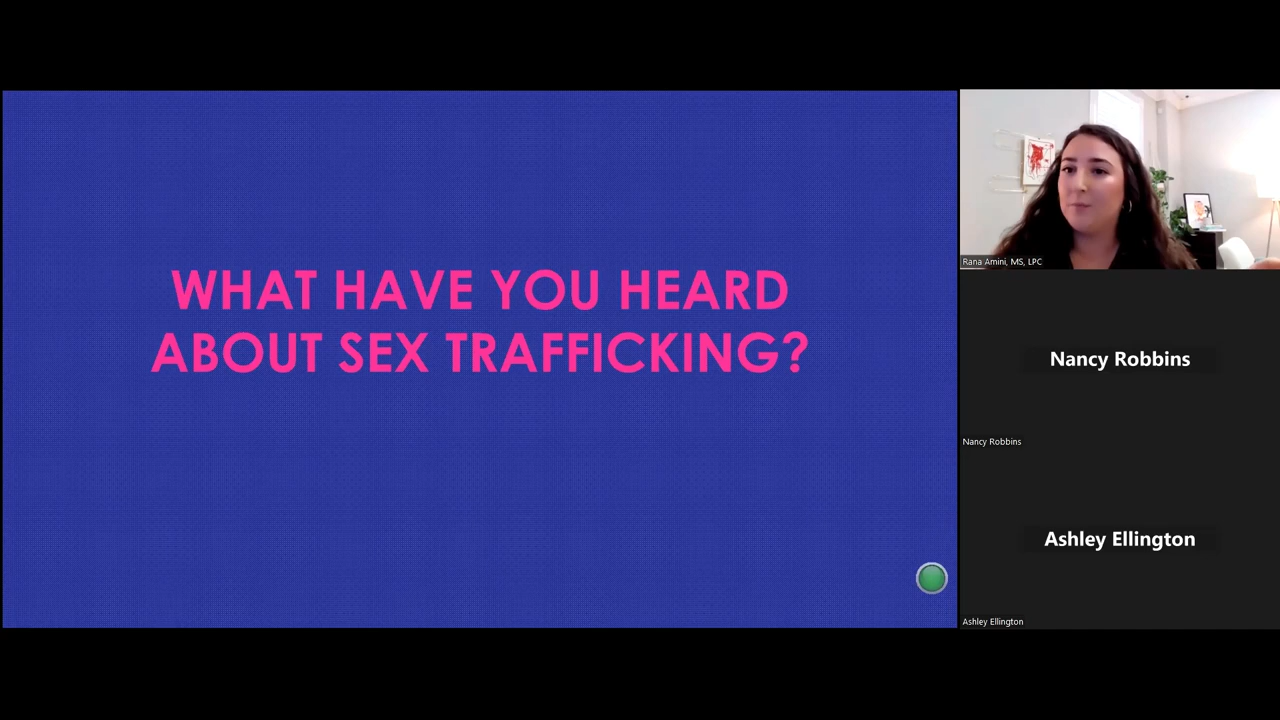 WHAT HAVE YOU HEARD
ABOUT SEX TRAFFICKING?
Rana Amini, MS, LPC
Nancy Robbins
Nancy Robbins
Ashley Ellington
Ashley Ellington